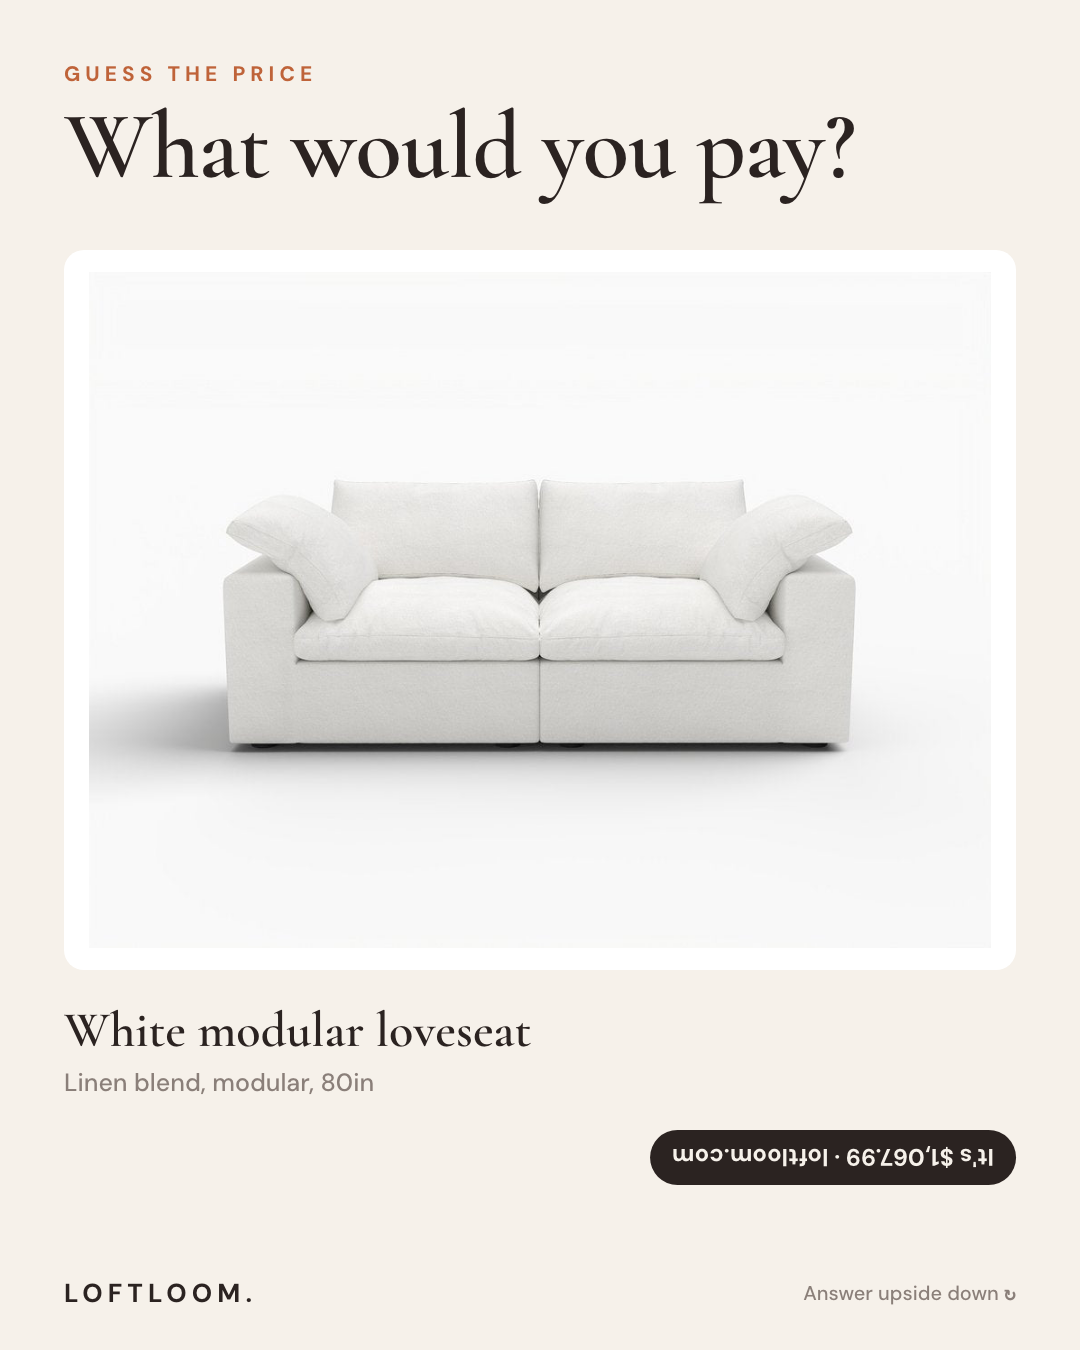 GUESS THE PRICE
What would you pay?
White modular loveseat
Linen blend, modular, 80in
It's $1,067.99 · loftloom.com
LOFTLOOM.
Answer upside down ↻